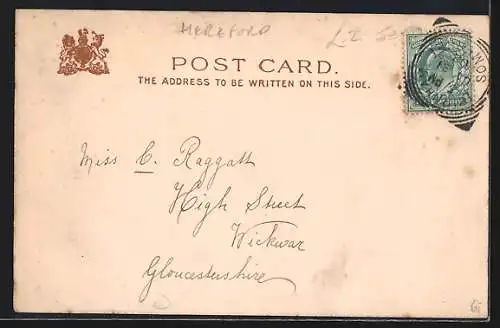 HEREFORD
POST CARD.
THE ADDRESS TO BE WRITTEN ON THIS SIDE.
Miss C. Raggatt
High Street
Wickwar
Gloucestershire